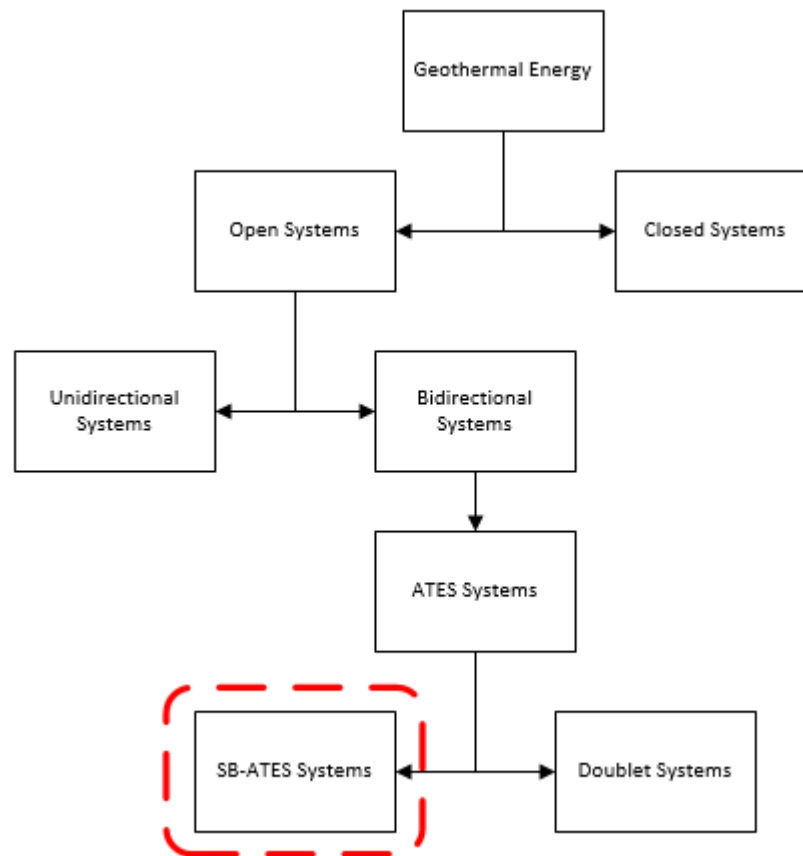 Geothermal Energy
Open Systems
Closed Systems
Unidirectional
Systems
Bidirectional
Systems
ATES Systems
SB-ATES Systems
Doublet Systems